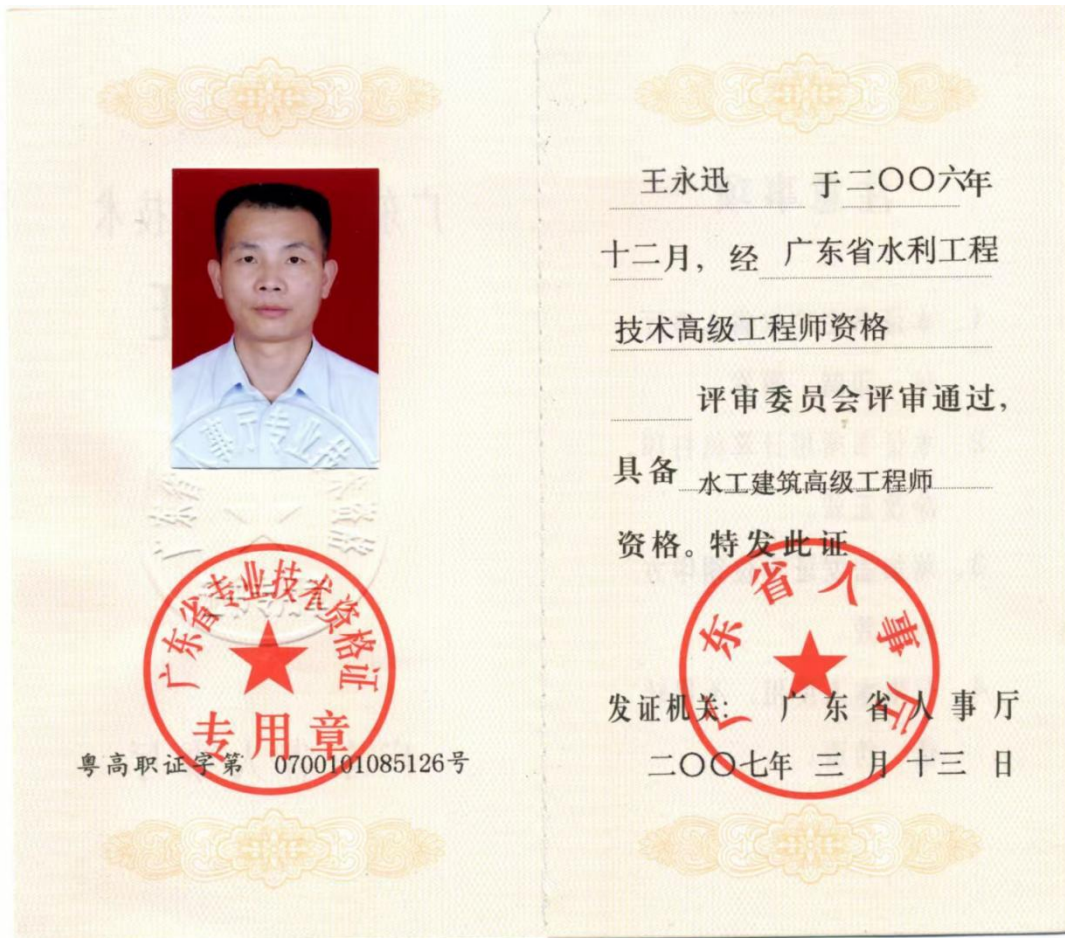 广东省专业技术资格证
专用章
粤高职证字第 0700101085126号
王永迅 于二〇〇六年
十二月，经 广东省水利工程
技术高级工程师资格
评审委员会评审通过，
具备 水工建筑高级工程师
资格。特发此证
广东省人事厅
发证机关： 广东省人事厅
二〇〇七年 三 月 十三 日